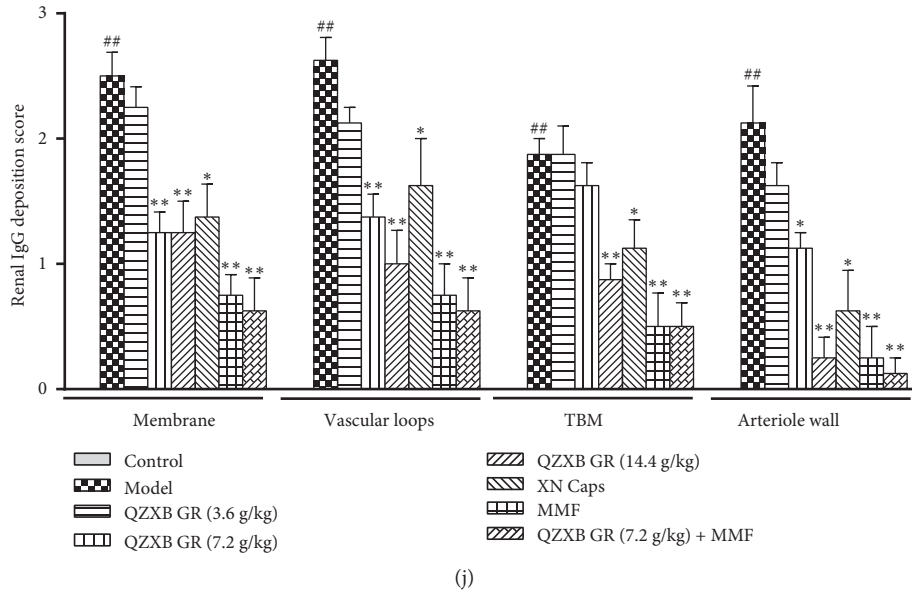 3
2
1
0
Renal IgG deposition score
##
** ** *
** **
##
**
**
*
**
**
##
**
*
**
**
##
*
**
*
**
**
Membrane
Vascular loops
TBM
Arteriole wall
Control
Model
QZXB GR (3.6 g/kg)
QZXB GR (7.2 g/kg)
QZXB GR (14.4 g/kg)
XN Caps
MMF
QZXB GR (7.2 g/kg) + MMF
(j)